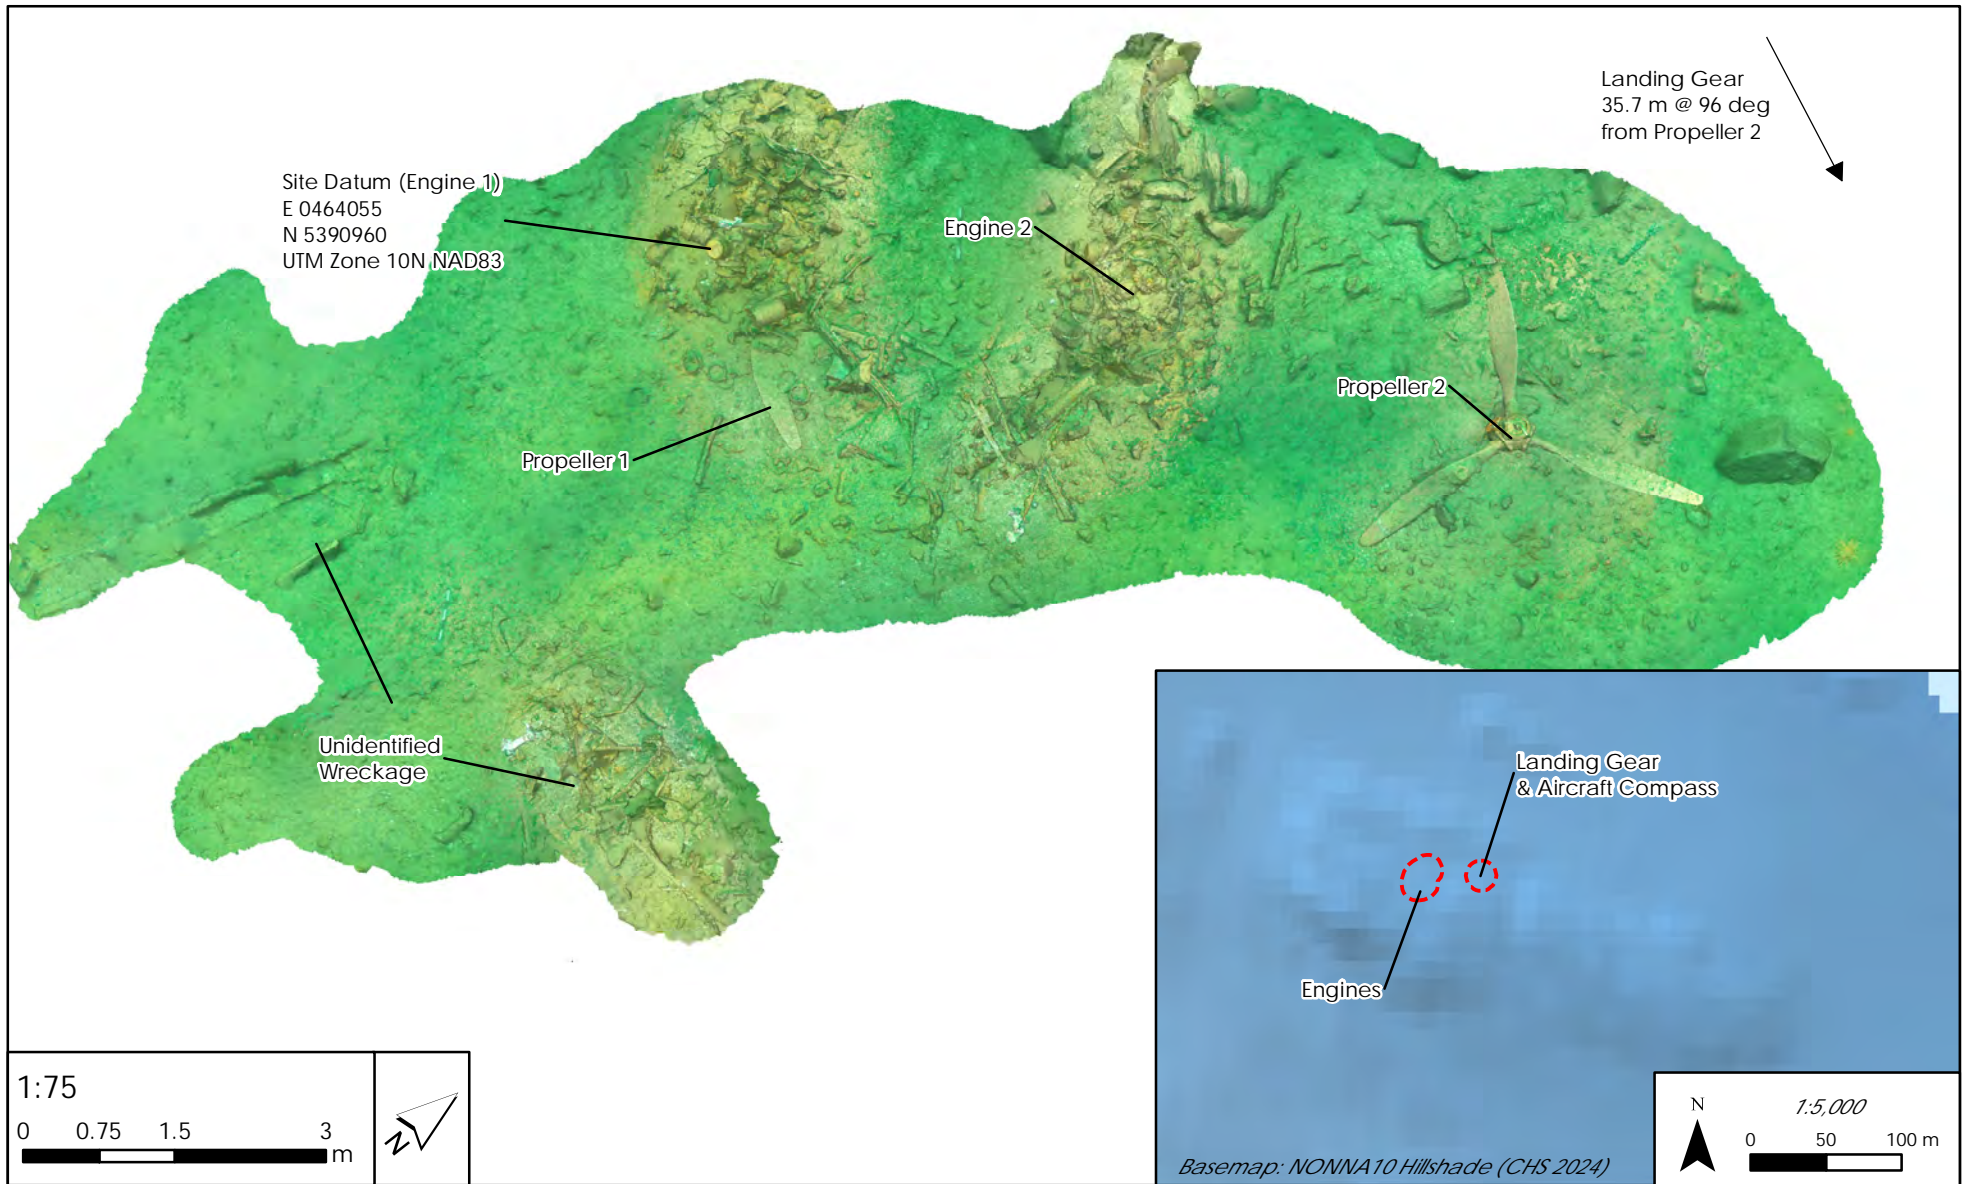 Landing Gear
35.7 m @ 96 deg
from Propeller 2
Site Datum (Engine 1)
E 0464055
N 5390960
UTM Zone 10N NAD83
Engine 2
Propeller 2
Propeller 1
Unidentified
Wreckage
Landing Gear
& Aircraft Compass
Engines
1:75
0 0.75 1.5 3
m
N
N
1:5,000
0 50 100 m
Basemap: NONNA10 Hillshade (CHS 2024)